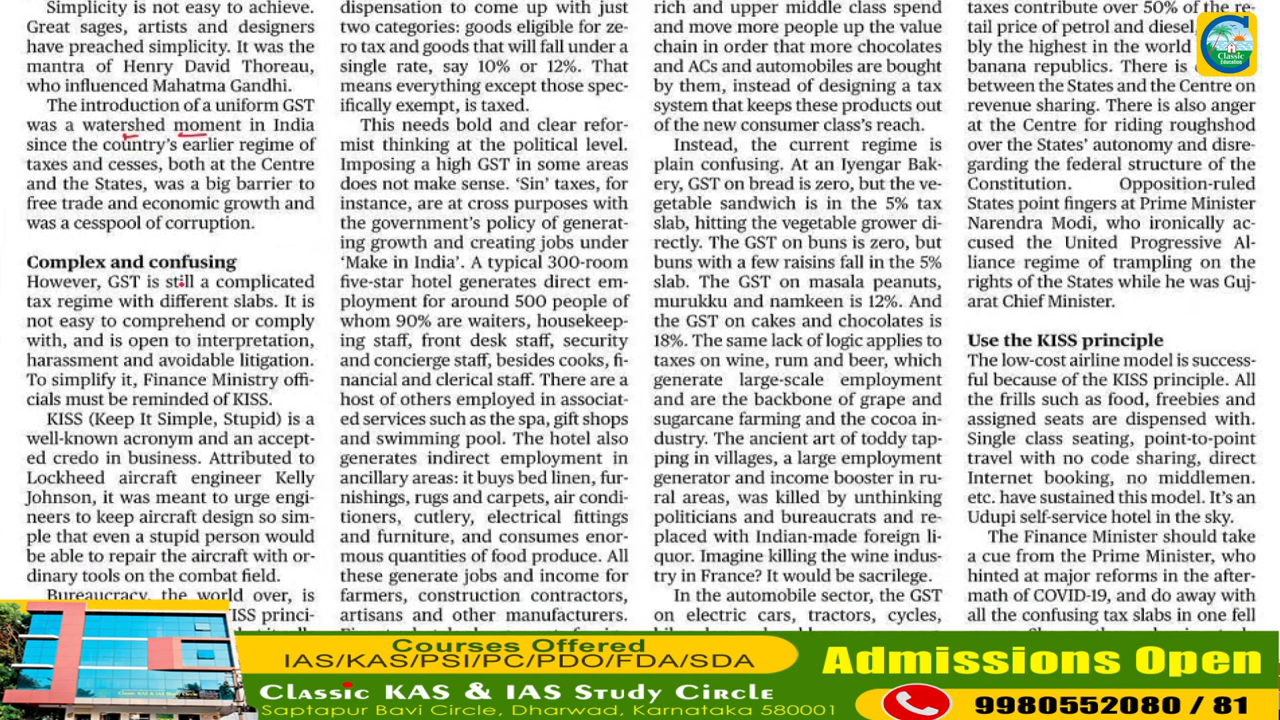 Simplicity is not easy to achieve.
Great sages, artists and designers
have preached simplicity. It was the
mantra of Henry David Thoreau,
who influenced Mahatma Gandhi.
The introduction of a uniform GST
was a watershed moment in India
since the country's earlier regime of
taxes and cesses, both at the Centre
and the States, was a big barrier to
free trade and economic growth and
was a cesspool of corruption.
Complex and confusing
However, GST is still a complicated
tax regime with different slabs. It is
not easy to comprehend or comply
with, and is open to interpretation,
harassment and avoidable litigation.
To simplify it, Finance Ministry offi-
cials must be reminded of KISS.
KISS (Keep It Simple, Stupid) is a
well-known acronym and an accept-
ed credo in business. Attributed to
Lockheed aircraft engineer Kelly
Johnson, it was meant to urge engi-
neers to keep aircraft design so sim-
ple that even a stupid person would
be able to repair the aircraft with or-
dinary tools on the combat field.
Bureaucracy, the world over, is
ISS princi-
dispensation to come up with just
two categories: goods eligible for ze-
ro tax and goods that will fall under a
single rate, say 10% or 12%. That
means everything except those spec-
ifically exempt, is taxed.
This needs bold and clear refor-
mist thinking at the political level.
Imposing a high GST in some areas
does not make sense. 'Sin' taxes, for
instance, are at cross purposes with
the government's policy of generat-
ing growth and creating jobs under
'Make in India'. A typical 300-room
five-star hotel generates direct em-
ployment for around 500 people of
whom 90% are waiters, housekeep-
ing staff, front desk staff, security
and concierge staff, besides cooks, fi-
nancial and clerical staff. There are a
host of others employed in associat-
ed services such as the spa, gift shops
and swimming pool. The hotel also
generates indirect employment in
ancillary areas: it buys bed linen, fur-
nishings, rugs and carpets, air condi-
tioners, cutlery, electrical fittings
and furniture, and consumes enor-
mous quantities of food produce. All
these generate jobs and income for
farmers, construction contractors,
artisans and other manufacturers.
rich and upper middle class spend
and move more people up the value
chain in order that more chocolates
and ACs and automobiles are bought
by them, instead of designing a tax
system that keeps these products out
of the new consumer class's reach.
Instead, the current regime is
plain confusing. At an Iyengar Bak-
ery, GST on bread is zero, but the ve-
getable sandwich is in the 5% tax
slab, hitting the vegetable grower di-
rectly. The GST on buns is zero, but
buns with a few raisins fall in the 5%
slab. The GST on masala peanuts,
murukku and namkeen is 12%. And
the GST on cakes and chocolates is
18%. The same lack of logic applies to
taxes on wine, rum and beer, which
generate large-scale employment
and are the backbone of grape and
sugarcane farming and the cocoa in-
dustry. The ancient art of toddy tap-
ping in villages, a large employment
generator and income booster in ru-
ral areas, was killed by unthinking
politicians and bureaucrats and re-
placed with Indian-made foreign li-
quor. Imagine killing the wine indus-
try in France? It would be sacrilege.
In the automobile sector, the GST
on electric cars, tractors, cycles,
taxes contribute over 50% of the re-
tail price of petrol and diesel,
bly the highest in the world
banana republics. There is
between the States and the Centre on
revenue sharing. There is also anger
at the Centre for riding roughshod
over the States' autonomy and disre-
garding the federal structure of the
Constitution. Opposition-ruled
States point fingers at Prime Minister
Narendra Modi, who ironically ac-
cused the United Progressive Al-
liance regime of trampling on the
rights of the States while he was Guj-
arat Chief Minister.
Use the KISS principle
The low-cost airline model is success-
ful because of the KISS principle. All
the frills such as food, freebies and
assigned seats are dispensed with.
Single class seating, point-to-point
travel with no code sharing, direct
Internet booking, no middlemen.
etc. have sustained this model. It's an
Udupi self-service hotel in the sky.
The Finance Minister should take
a cue from the Prime Minister, who
hinted at major reforms in the after-
math of COVID-19, and do away with
all the confusing tax slabs in one fell
Classic
Education
Courses Offered
IAS/KAS/PSI/PC/PDO/FDA/SDA
Classic KAS & IAS Study Circle
Saptapur Bavi Circle, Dharwad, Karnataka 580001
Admissions Open
9980552080 / 81